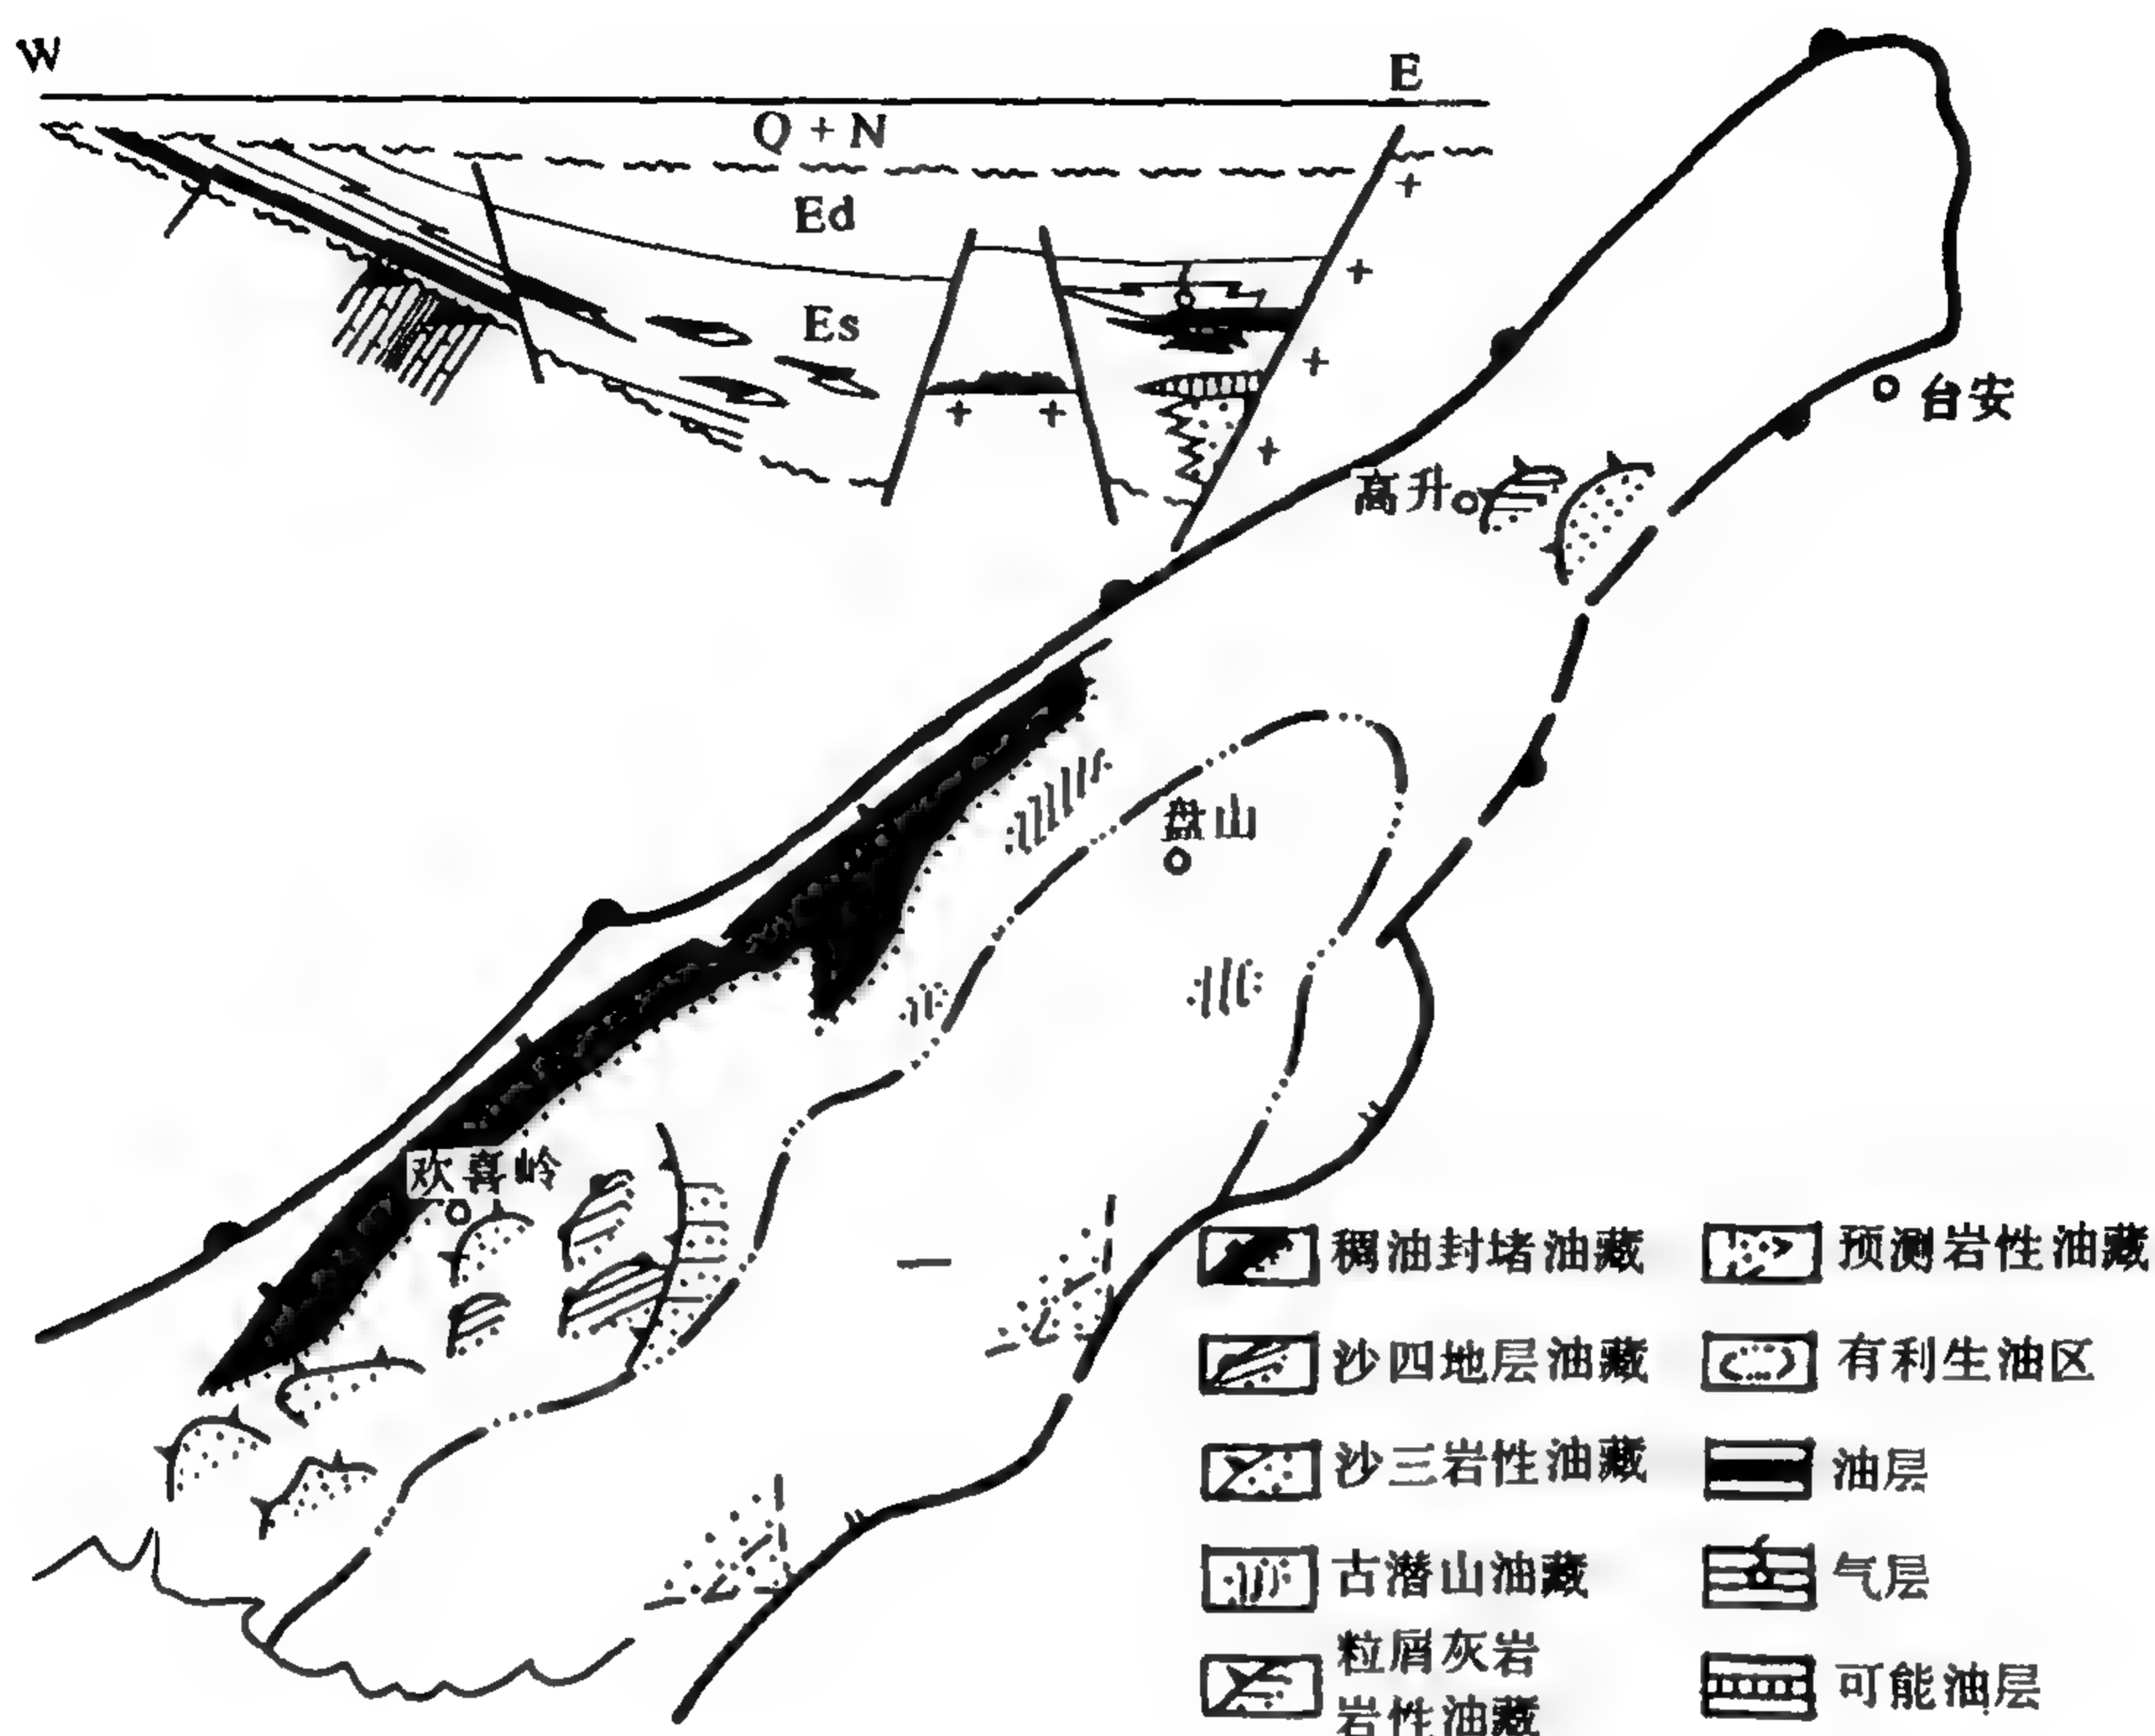 W
E
Q + N
Ed
Es
台安
高升
盘山
欢喜岭
稠油封堵油藏
预测岩性油藏
沙四地层油藏
有利生油区
沙三岩性油藏
油层
古潜山油藏
气层
粒屑灰岩
岩性油藏
可能油层